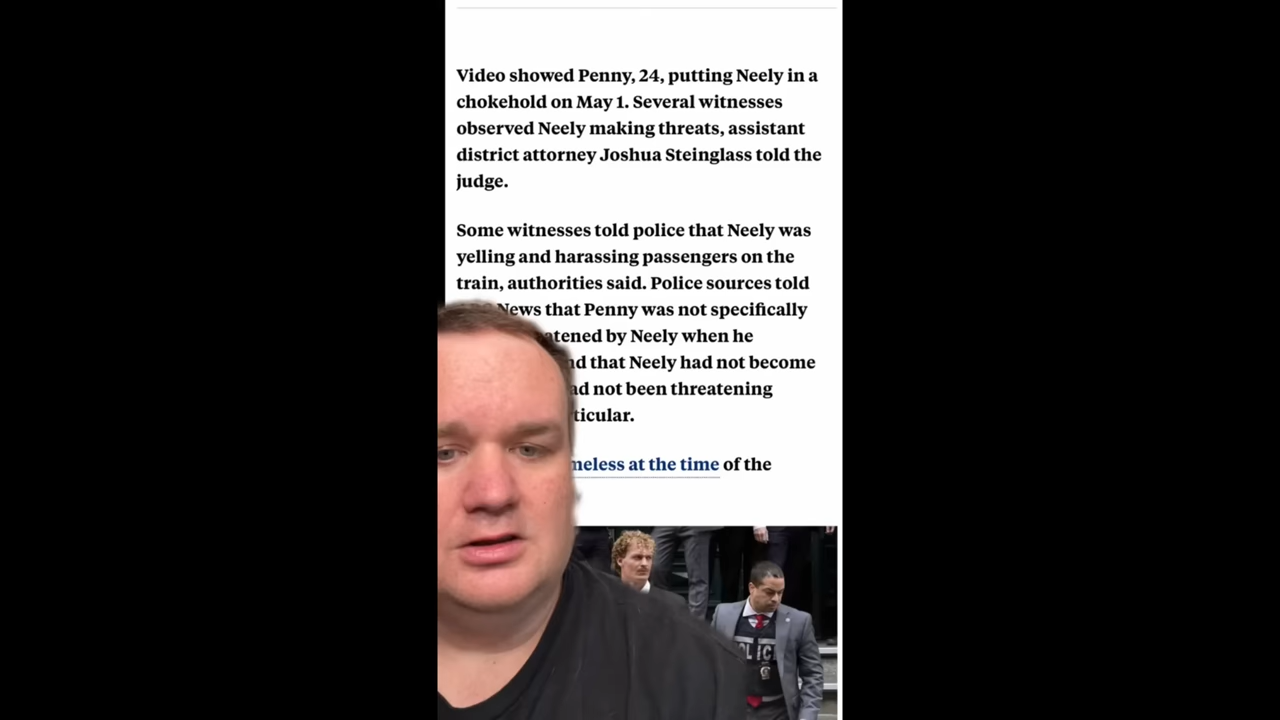 Video showed Penny, 24, putting Neely in a
chokehold on May 1. Several witnesses
observed Neely making threats, assistant
district attorney Joshua Steinglass told the
judge.
Some witnesses told police that Neely was
yelling and harassing passengers on the
train, authorities said. Police sources told
News that Penny was not specifically
by Neely when he
that Neely had not become
not been threatening
at the time of the